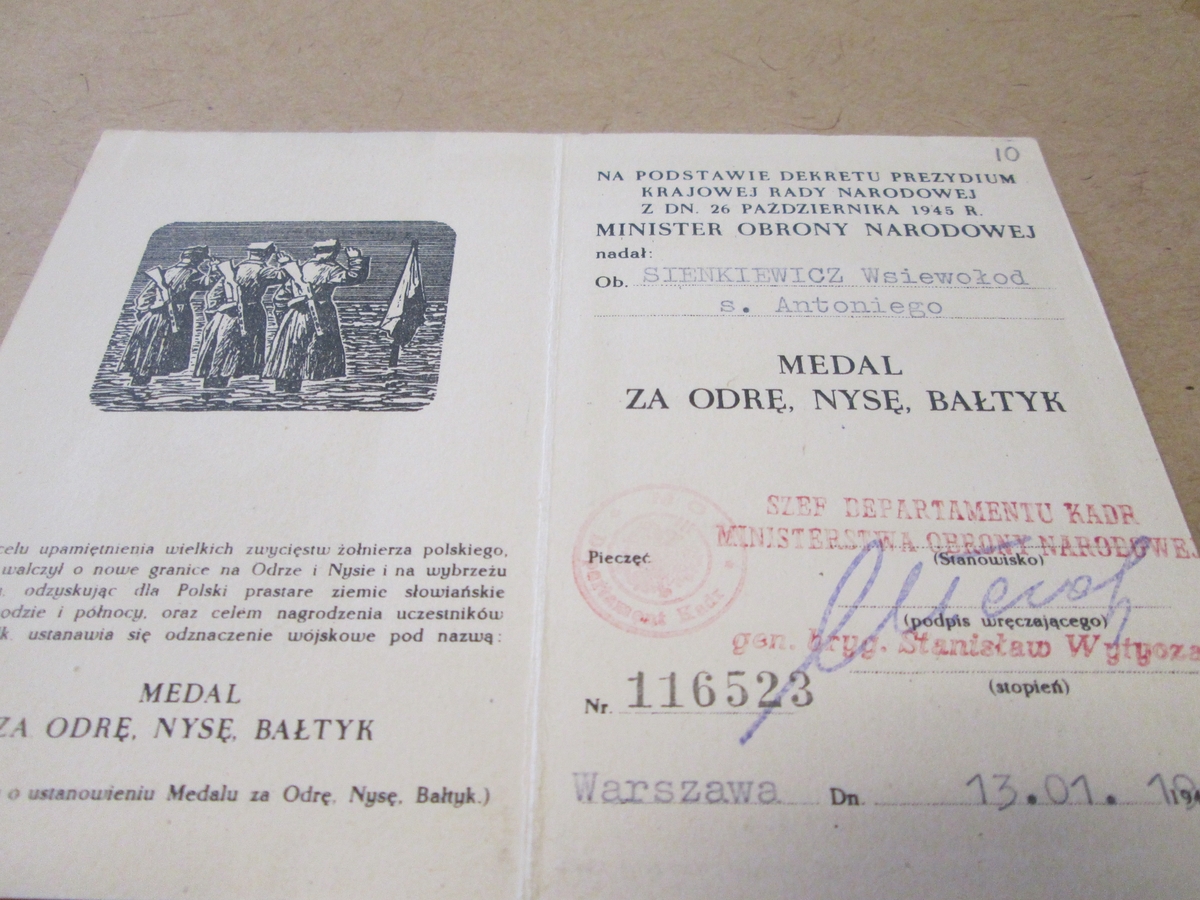 celu upamiętnienia wielkich zwycięstw żołnierza polskiego,
walczył o nowe granice na Odrze i Nysie i na wybrzeżu
odzyskując dla Polski prastare ziemie słowiańskie
odzie i północy, oraz celem nagrodzenia uczestników
ustanawia się odznaczenie wojskowe pod nazwą:
MEDAL
ZA ODRĘ, NYSĘ, BAŁTYK
o ustanowieniu Medalu za Odrę, Nysę, Bałtyk.)
10
NA PODSTAWIE DEKRETU PREZYDIUM
KRAJOWEJ RADY NARODOWEJ
Z DN. 26 PAŹDZIERNIKA 1945 R.
MINISTER OBRONY NARODOWEJ
nadał:
Ob. SIENKIEWICZ Wsiewołod
s. Antoniego
MEDAL
ZA ODRĘ, NYSĘ, BAŁTYK
SZEF DEPARTAMENTU KADR
MINISTERSTWA OBRONY NARODOWEJ
Pieczęć
Departament Kadr
(Stanowisko)
(podpis wręczającego)
gen. bryg. Stanisław Wytycza
(stopień)
Nr. 116523
Warszawa Dn. 13.01.